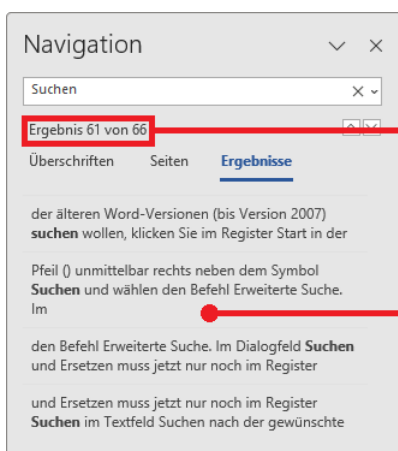 Navigation
Suchen
Ergebnis 61 von 66
Überschriften Seiten Ergebnisse
der älteren Word-Versionen (bis Version 2007)
suchen wollen, klicken Sie im Register Start in der
Pfeil () unmittelbar rechts neben dem Symbol
Suchen und wählen den Befehl Erweiterte Suche.
Im
den Befehl Erweiterte Suche. Im Dialogfeld Suchen
und Ersetzen muss jetzt nur noch im Register
und Ersetzen muss jetzt nur noch im Register
Suchen im Textfeld Suchen nach der gewünschte